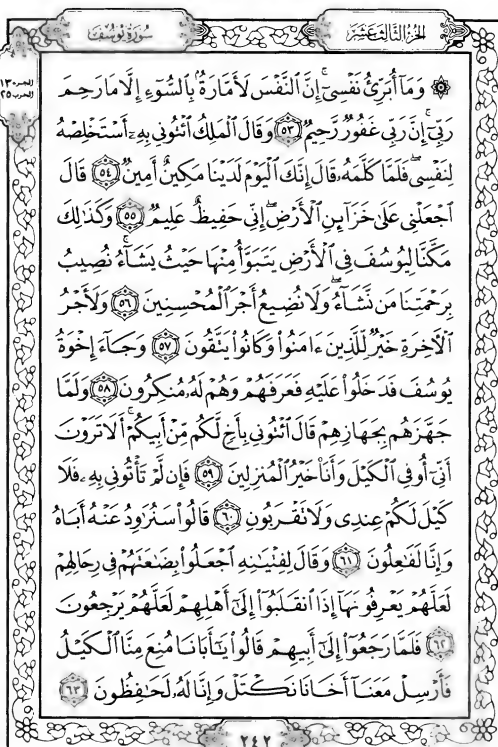 سُورَةُ يُوسُفَ
الجُزْءُ الثَّالِثَ عَشَرَ
الجزء ١٣
الحزب ٢٥
۞ وَمَآ أُبَرِّئُ نَفْسِىٓۚ إِنَّ ٱلنَّفْسَ لَأَمَّارَةُۢ بِٱلسُّوٓءِ إِلَّا مَا رَحِمَ
رَبِّىٓۚ إِنَّ رَبِّى غَفُورٌ رَّحِيمٌ ٥٣ وَقَالَ ٱلْمَلِكُ ٱئْتُونِى بِهِۦٓ أَسْتَخْلِصْهُ
لِنَفْسِىۖ فَلَمَّا كَلَّمَهُۥ قَالَ إِنَّكَ ٱلْيَوْمَ لَدَيْنَا مَكِينٌ أَمِينٌ ٥٤ قَالَ
ٱجْعَلْنِى عَلَىٰ خَزَآئِنِ ٱلْأَرْضِۖ إِنِّى حَفِيظٌ عَلِيمٌ ٥٥ وَكَذَٰلِكَ
مَكَّنَّا لِيُوسُفَ فِى ٱلْأَرْضِ يَتَبَوَّأُ مِنْهَا حَيْثُ يَشَآءُۚ نُصِيبُ
بِرَحْمَتِنَا مَن نَّشَآءُۖ وَلَا نُضِيعُ أَجْرَ ٱلْمُحْسِنِينَ ٥٦ وَلَأَجْرُ
ٱلْأَخِرَةِ خَيْرٌ لِّلَّذِينَ ءَامَنُوا۟ وَكَانُوا۟ يَتَّقُونَ ٥٧ وَجَآءَ إِخْوَةُ
يُوسُفَ فَدَخَلُوا۟ عَلَيْهِ فَعَرَفَهُمْ وَهُمْ لَهُۥ مُنكِرُونَ ٥٨ وَلَمَّا
جَهَّزَهُم بِجَهَازِهِمْ قَالَ ٱئْتُونِى بِأَخٍ لَّكُم مِّنْ أَبِيكُمْۚ أَلَا تَرَوْنَ
أَنِّىٓ أُوفِى ٱلْكَيْلَ وَأَنَا۠ خَيْرُ ٱلْمُنزِلِينَ ٥٩ فَإِن لَّمْ تَأْتُونِى بِهِۦ فَلَا
كَيْلَ لَكُمْ عِندِى وَلَا تَقْرَبُونِ ٦٠ قَالُوا۟ سَنُرَٰوِدُ عَنْهُ أَبَاهُ
وَإِنَّا لَفَٰعِلُونَ ٦١ وَقَالَ لِفِتْيَٰنِهِ ٱجْعَلُوا۟ بِضَٰعَتَهُمْ فِى رِحَالِهِمْ
لَعَلَّهُمْ يَعْرِفُونَهَآ إِذَا ٱنقَلَبُوٓا۟ إِلَىٰٓ أَهْلِهِمْ لَعَلَّهُمْ يَرْجِعُونَ
٦٢ فَلَمَّا رَجَعُوٓا۟ إِلَىٰٓ أَبِيهِمْ قَالُوا۟ يَٰٓأَبَانَا مُنِعَ مِنَّا ٱلْكَيْلُ
فَأَرْسِلْ مَعَنَآ أَخَانَا نَكْتَلْ وَإِنَّا لَهُۥ لَحَٰفِظُونَ ٦٣
٢٤٢